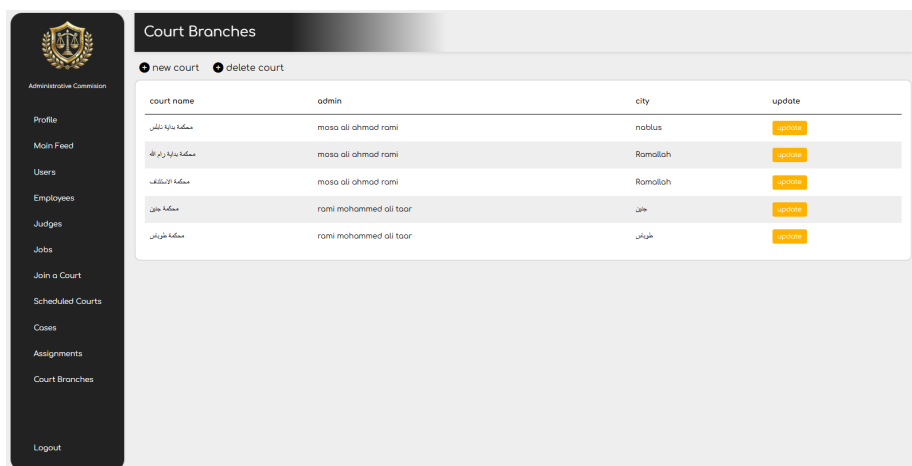 Court Branches
new court delete court
Administrative Commision
court name admin city update
محكمة بداية نابلس mosa ali ahmad rami nablus update
محكمة بداية رام الله mosa ali ahmad rami Ramallah update
محكمة الاستئناف mosa ali ahmad rami Ramallah update
محكمة جنين rami mohammed ali taar جنين update
محكمة طوباس rami mohammed ali taar طوباس update
Profile
Main Feed
Users
Employees
Judges
Jobs
Join a Court
Scheduled Courts
Cases
Assignments
Court Branches
Logout